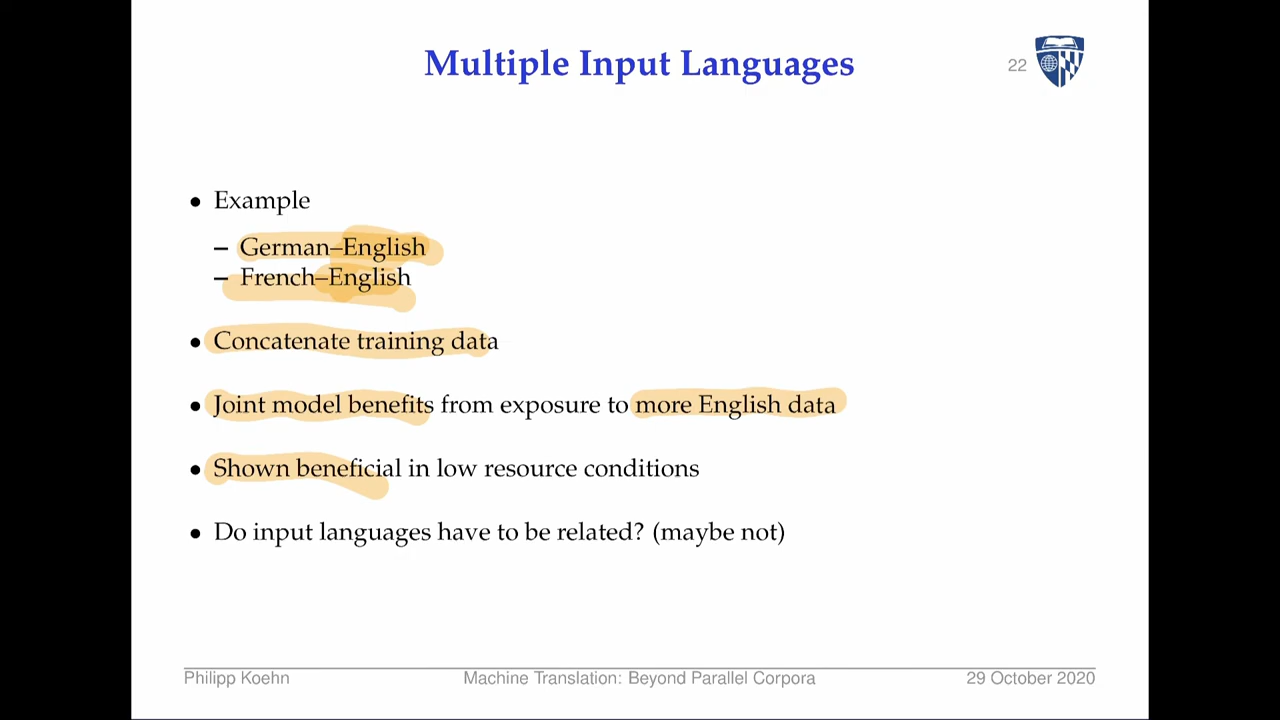 Multiple Input Languages
22
• Example
– German–English
– French–English
• Concatenate training data
• Joint model benefits from exposure to more English data
• Shown beneficial in low resource conditions
• Do input languages have to be related? (maybe not)
Philipp Koehn
Machine Translation: Beyond Parallel Corpora
29 October 2020